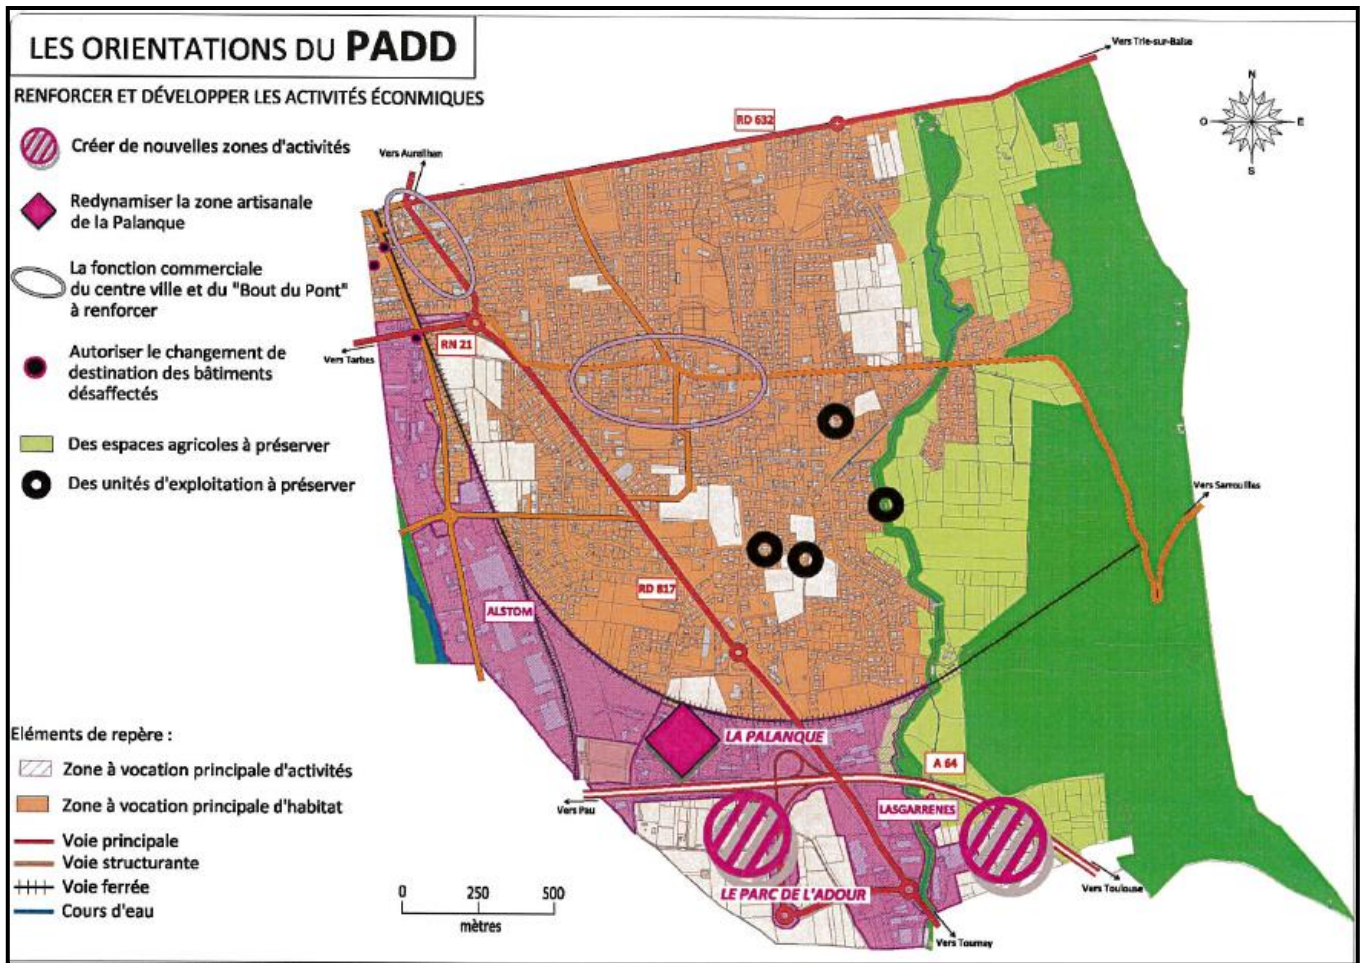 LES ORIENTATIONS DU PADD
RENFORCER ET DÉVELOPPER LES ACTIVITÉS ÉCONMIQUES
Créer de nouvelles zones d'activités
Redynamiser la zone artisanale
de la Palanque
La fonction commerciale
du centre ville et du "Bout du Pont"
à renforcer
Autoriser le changement de
destination des bâtiments
désaffectés
Des espaces agricoles à préserver
Des unités d'exploitation à préserver
Eléments de repère :
Zone à vocation principale d'activités
Zone à vocation principale d'habitat
Voie principale
Voie structurante
Voie ferrée
Cours d'eau
0 250 500
mètres
Vers Trie-sur-Baïse
N
O E
S
RD 632
Vers Aureilhan
Vers Tarbes
RN 21
Vers Sarrouilles
RD 817
ALSTOM
LA PALANQUE
A 64
Vers Pau
LASGARRENES
LE PARC DE L'ADOUR
Vers Toulouse
Vers Tournay